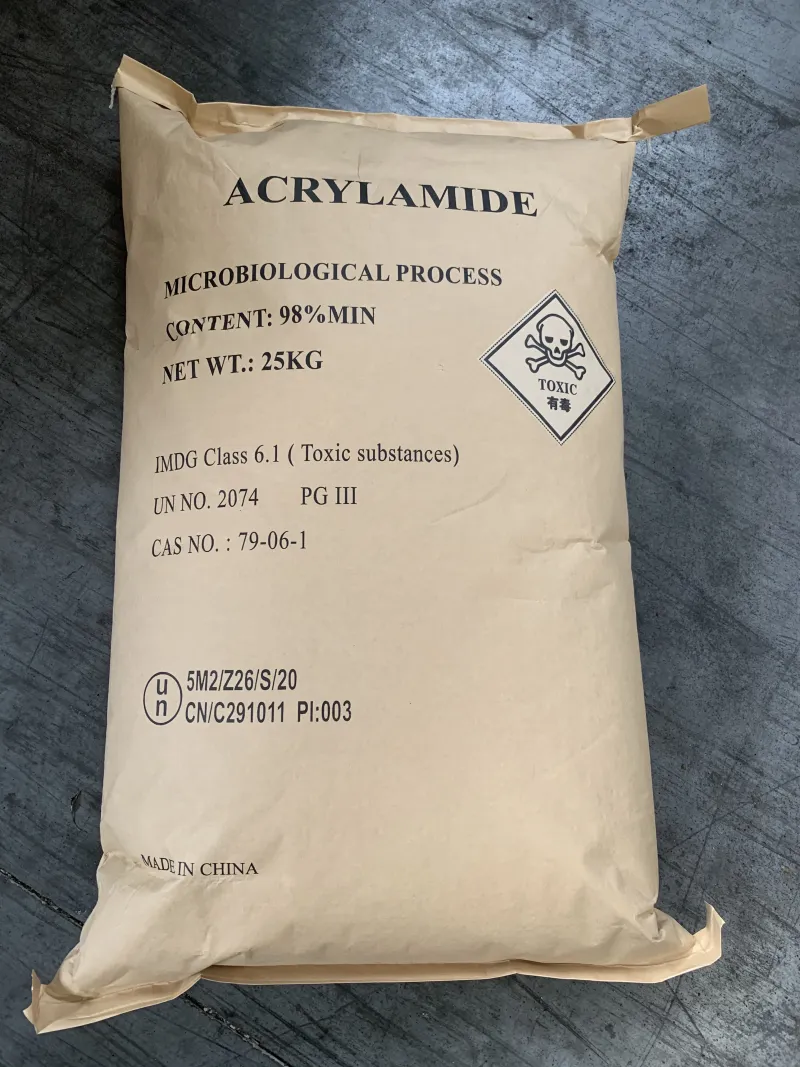 ACRYLAMIDE
MICROBIOLOGICAL PROCESS
CONTENT: 98%MIN
NET WT.: 25KG
TOXIC
有毒
IMDG Class 6.1 ( Toxic substances)
UN NO. 2074 PG III
CAS NO. : 79-06-1
un
5M2/Z26/S/20
CN/C291011 PI:003
MADE IN CHINA